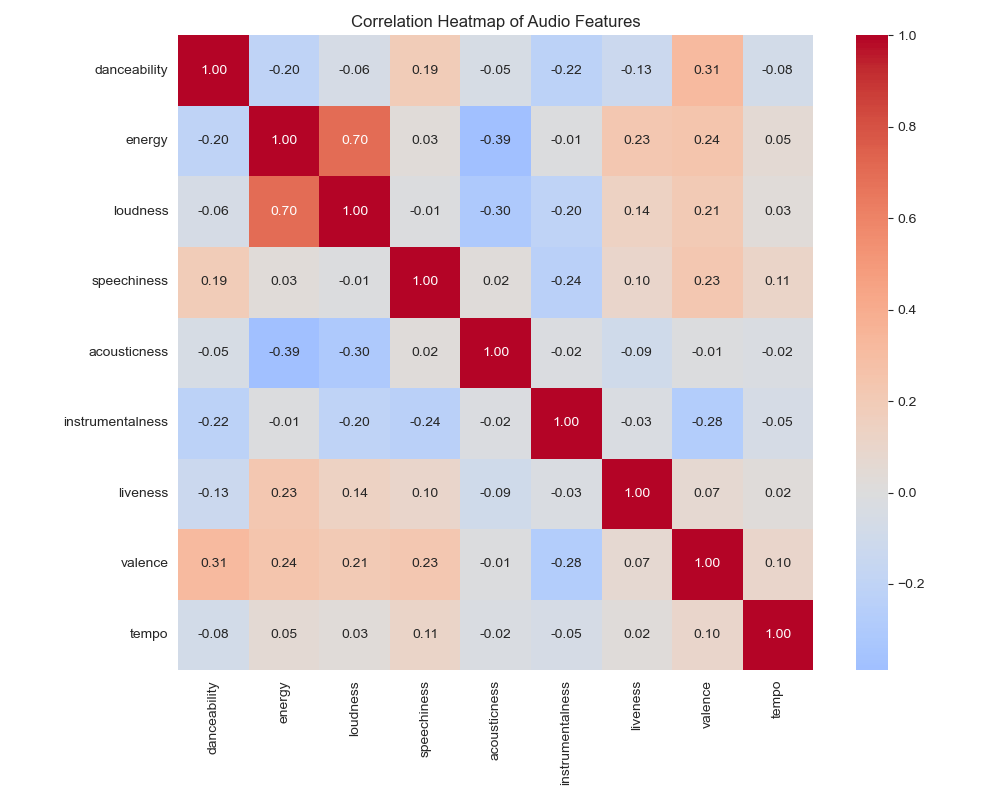 Correlation Heatmap of Audio Features
danceability 1.00 -0.20 -0.06 0.19 -0.05 -0.22 -0.13 0.31 -0.08
energy -0.20 1.00 0.70 0.03 -0.39 -0.01 0.23 0.24 0.05
loudness -0.06 0.70 1.00 -0.01 -0.30 -0.20 0.14 0.21 0.03
speechiness 0.19 0.03 -0.01 1.00 0.02 -0.24 0.10 0.23 0.11
acousticness -0.05 -0.39 -0.30 0.02 1.00 -0.02 -0.09 -0.01 -0.02
instrumentalness -0.22 -0.01 -0.20 -0.24 -0.02 1.00 -0.03 -0.28 -0.05
liveness -0.13 0.23 0.14 0.10 -0.09 -0.03 1.00 0.07 0.02
valence 0.31 0.24 0.21 0.23 -0.01 -0.28 0.07 1.00 0.10
tempo -0.08 0.05 0.03 0.11 -0.02 -0.05 0.02 0.10 1.00
danceability
energy
loudness
speechiness
acousticness
instrumentalness
liveness
valence
tempo
1.0
0.8
0.6
0.4
0.2
0.0
−0.2